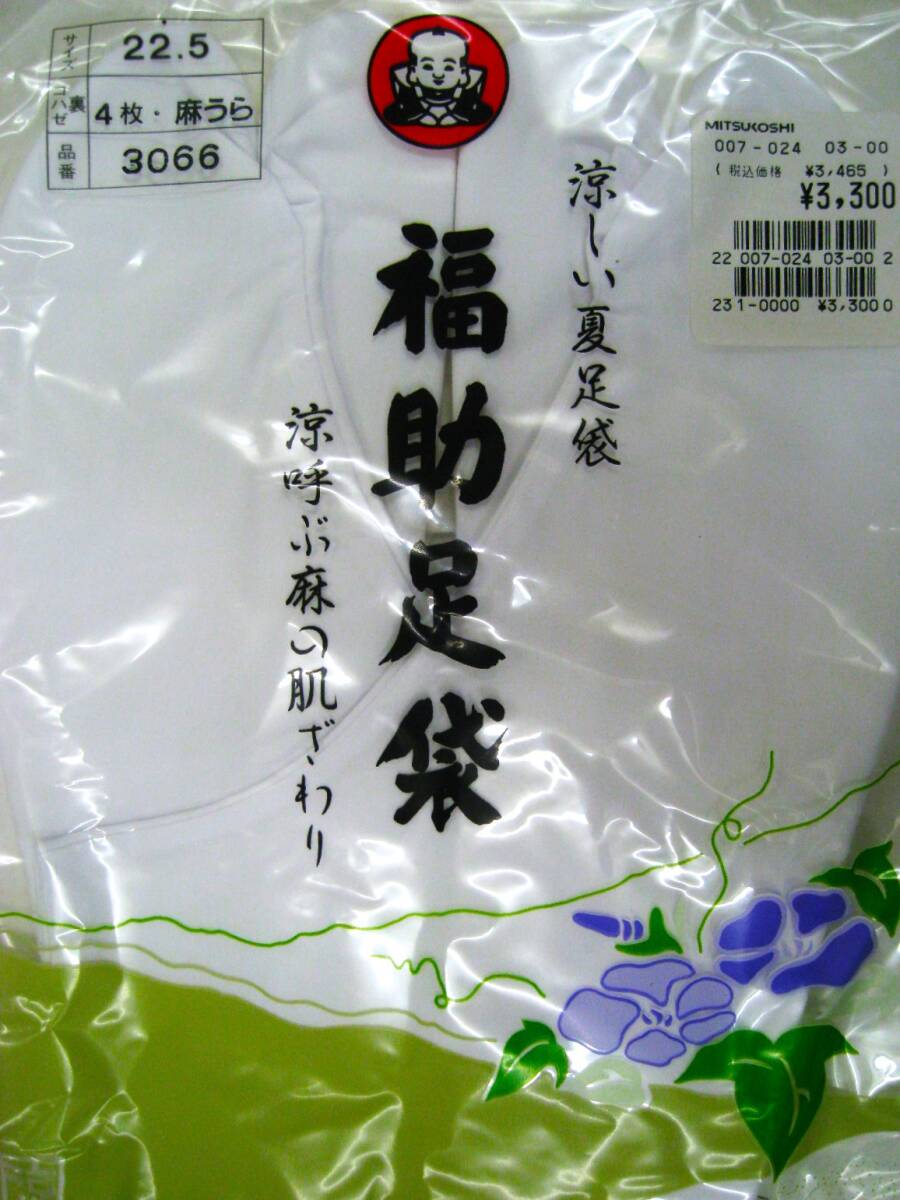 サイズ 22.5
コハゼ 裏 4枚・麻うら
品番 3066
MITSUKOSHI
007-024 03-00
(税込価格 ¥3,465)
¥3,300
22 007-024 03-00 2
231-0000 ¥3,300 0
涼しい夏足袋
福助足袋
涼呼ぶ麻の肌ざわり